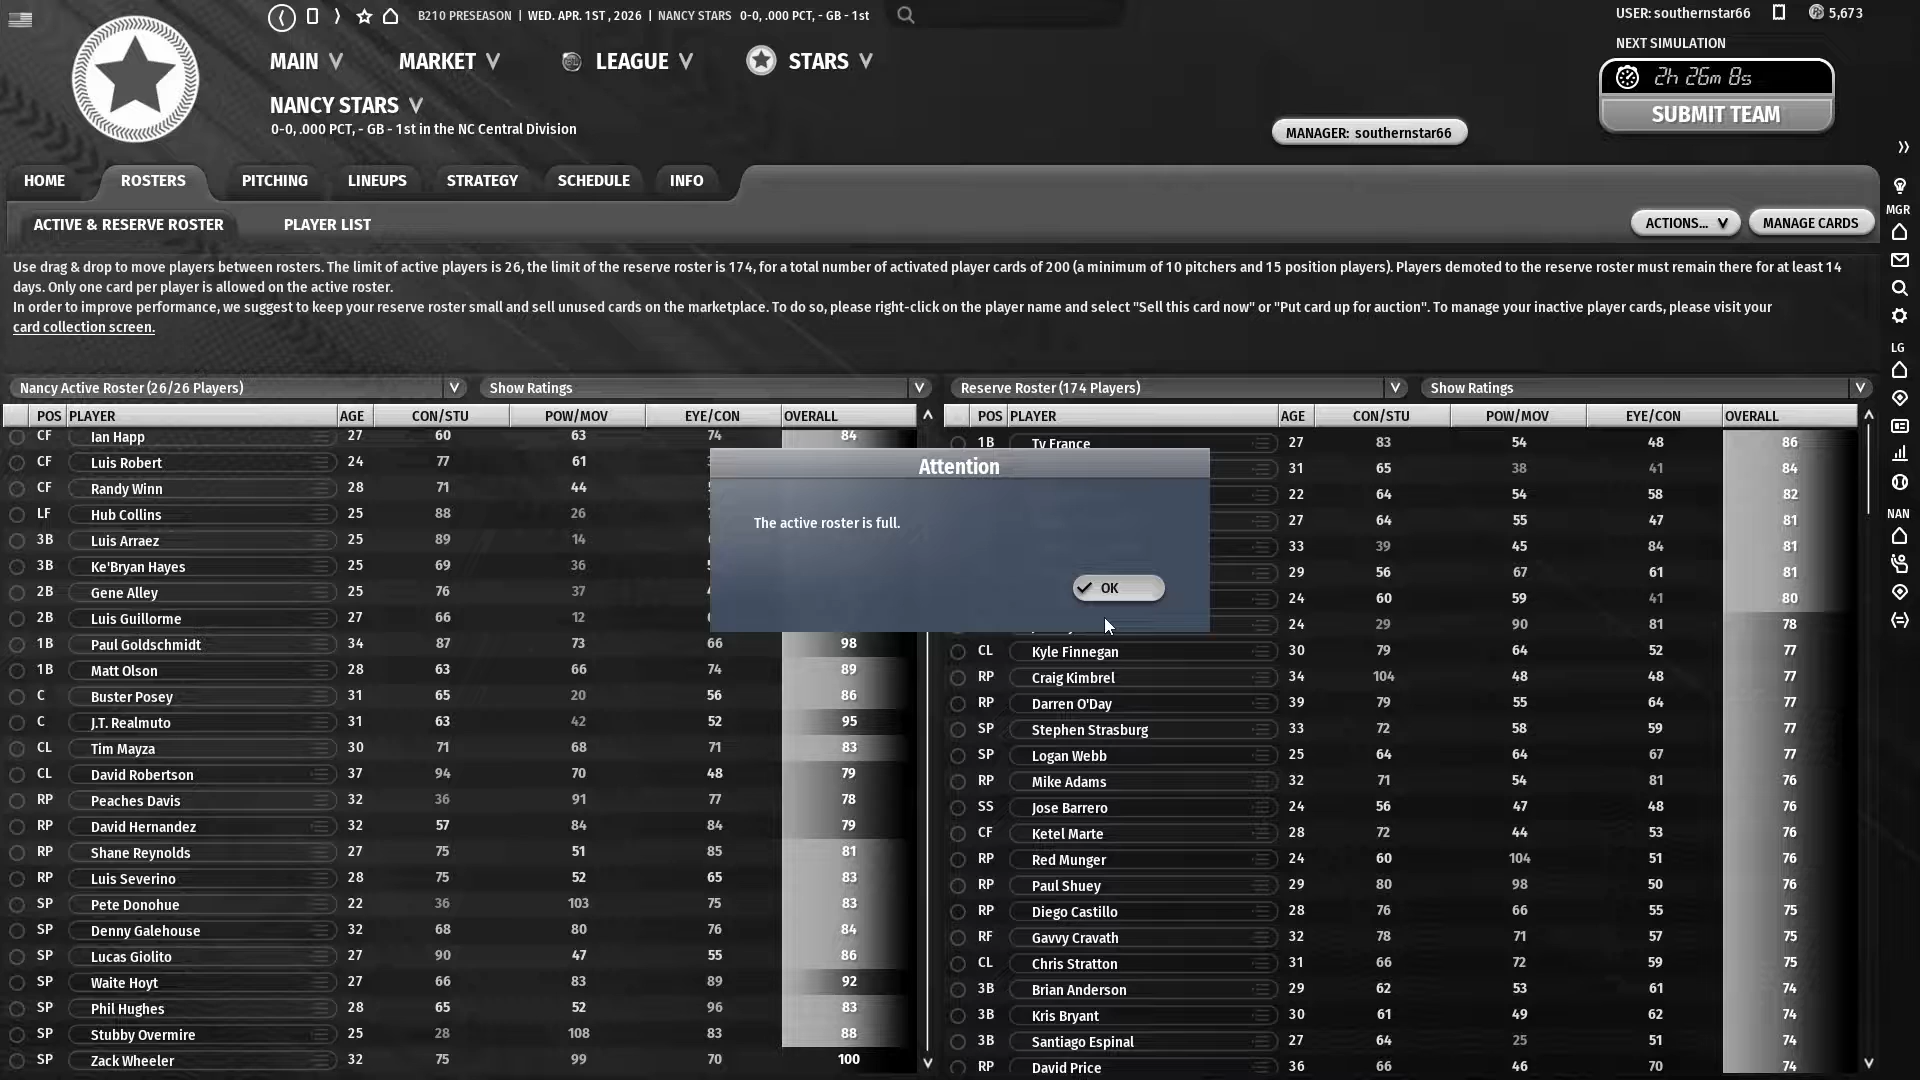 B210 PRESEASON | WED. APR. 1ST, 2026 | NANCY STARS 0-0, .000 PCT, - GB - 1st
USER: southernstar66 5,673
NEXT SIMULATION
2h 26m 8s
SUBMIT TEAM
MAIN MARKET LEAGUE STARS
NANCY STARS
0-0, .000 PCT, - GB - 1st in the NC Central Division
MANAGER: southernstar66
HOME ROSTERS PITCHING LINEUPS STRATEGY SCHEDULE INFO
ACTIVE & RESERVE ROSTER PLAYER LIST
ACTIONS... MANAGE CARDS
Use drag & drop to move players between rosters. The limit of active players is 26, the limit of the reserve roster is 174, for a total number of activated player cards of 200 (a minimum of 10 pitchers and 15 position players). Players demoted to the reserve roster must remain there for at least 14
days. Only one card per player is allowed on the active roster.
In order to improve performance, we suggest to keep your reserve roster small and sell unused cards on the marketplace. To do so, please right-click on the player name and select "Sell this card now" or "Put card up for auction". To manage your inactive player cards, please visit your
card collection screen.
MGR
LG
NAN
Nancy Active Roster (26/26 Players) Show Ratings
POS PLAYER AGE CON/STU POW/MOV EYE/CON OVERALL
CF Ian Happ 27 60 63 74 84
CF Luis Robert 24 77 61
CF Randy Winn 28 71 44
LF Hub Collins 25 88 26
3B Luis Arraez 25 89 14
3B Ke'Bryan Hayes 25 69 36
2B Gene Alley 25 76 37
2B Luis Guillorme 27 66 12
1B Paul Goldschmidt 34 87 73 66 98
1B Matt Olson 28 63 66 74 89
C Buster Posey 31 65 20 56 86
C J.T. Realmuto 31 63 42 52 95
CL Tim Mayza 30 71 68 71 83
CL David Robertson 37 94 70 48 79
RP Peaches Davis 32 36 91 77 78
RP David Hernandez 32 57 84 84 79
RP Shane Reynolds 27 75 51 85 81
RP Luis Severino 28 75 52 65 83
SP Pete Donohue 22 36 103 75 83
SP Denny Galehouse 32 68 80 76 84
SP Lucas Giolito 27 90 47 55 86
SP Waite Hoyt 27 66 83 89 92
SP Phil Hughes 28 65 52 96 83
SP Stubby Overmire 25 28 108 83 88
SP Zack Wheeler 32 75 99 70 100
Attention
The active roster is full.
OK
Reserve Roster (174 Players) Show Ratings
POS PLAYER AGE CON/STU POW/MOV EYE/CON OVERALL
1B Ty France 27 83 54 48 86
31 65 38 41 84
22 64 54 58 82
27 64 55 47 81
33 39 45 84 81
29 56 67 61 81
24 60 59 41 80
24 29 90 81 78
CL Kyle Finnegan 30 79 64 52 77
RP Craig Kimbrel 34 104 48 48 77
RP Darren O'Day 39 79 55 64 77
SP Stephen Strasburg 33 72 58 59 77
SP Logan Webb 25 64 64 67 77
RP Mike Adams 32 71 54 81 76
SS Jose Barrero 24 56 47 48 76
CF Ketel Marte 28 72 44 53 76
RP Red Munger 24 60 104 51 76
RP Paul Shuey 29 80 98 50 76
RP Diego Castillo 28 76 66 55 75
RF Gavvy Cravath 32 78 71 57 75
CL Chris Stratton 31 66 72 59 75
3B Brian Anderson 29 62 53 61 74
3B Kris Bryant 30 61 49 62 74
3B Santiago Espinal 27 64 25 51 74
RP David Price 36 66 46 70 74